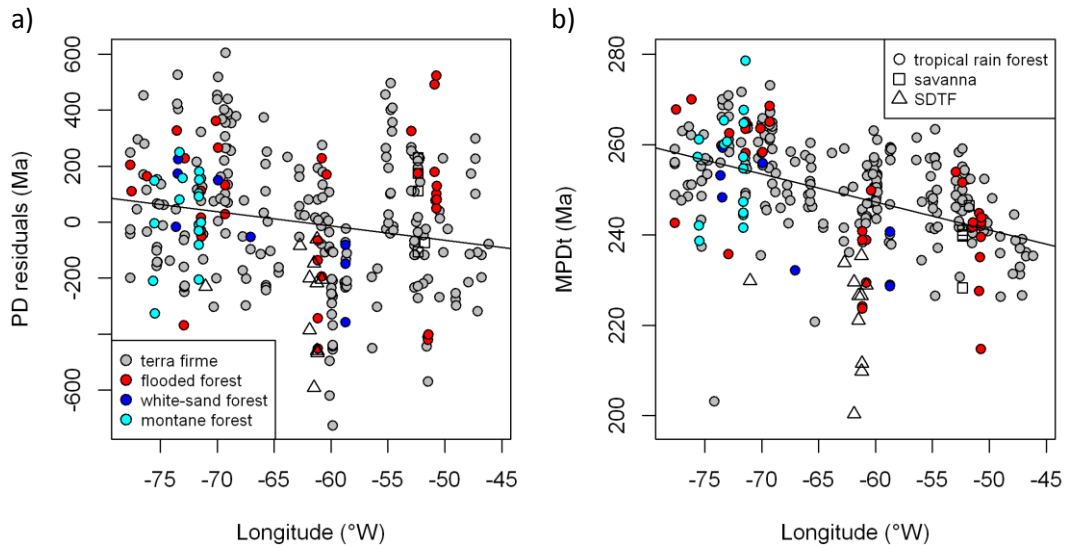 a)
PD residuals (Ma)
600
400
200
0
-200
-600
terra firme
flooded forest
white-sand forest
montane forest
-75 -70 -65 -60 -55 -50 -45
Longitude (°W)
b)
MPDt (Ma)
280
260
240
220
200
tropical rain forest
savanna
SDTF
-75 -70 -65 -60 -55 -50 -45
Longitude (°W)